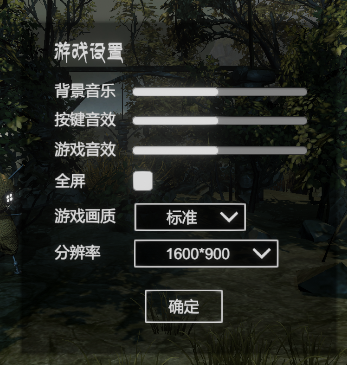 游戏设置
背景音乐
按键音效
游戏音效
全屏
游戏画质 标准
分辨率 1600*900
确定